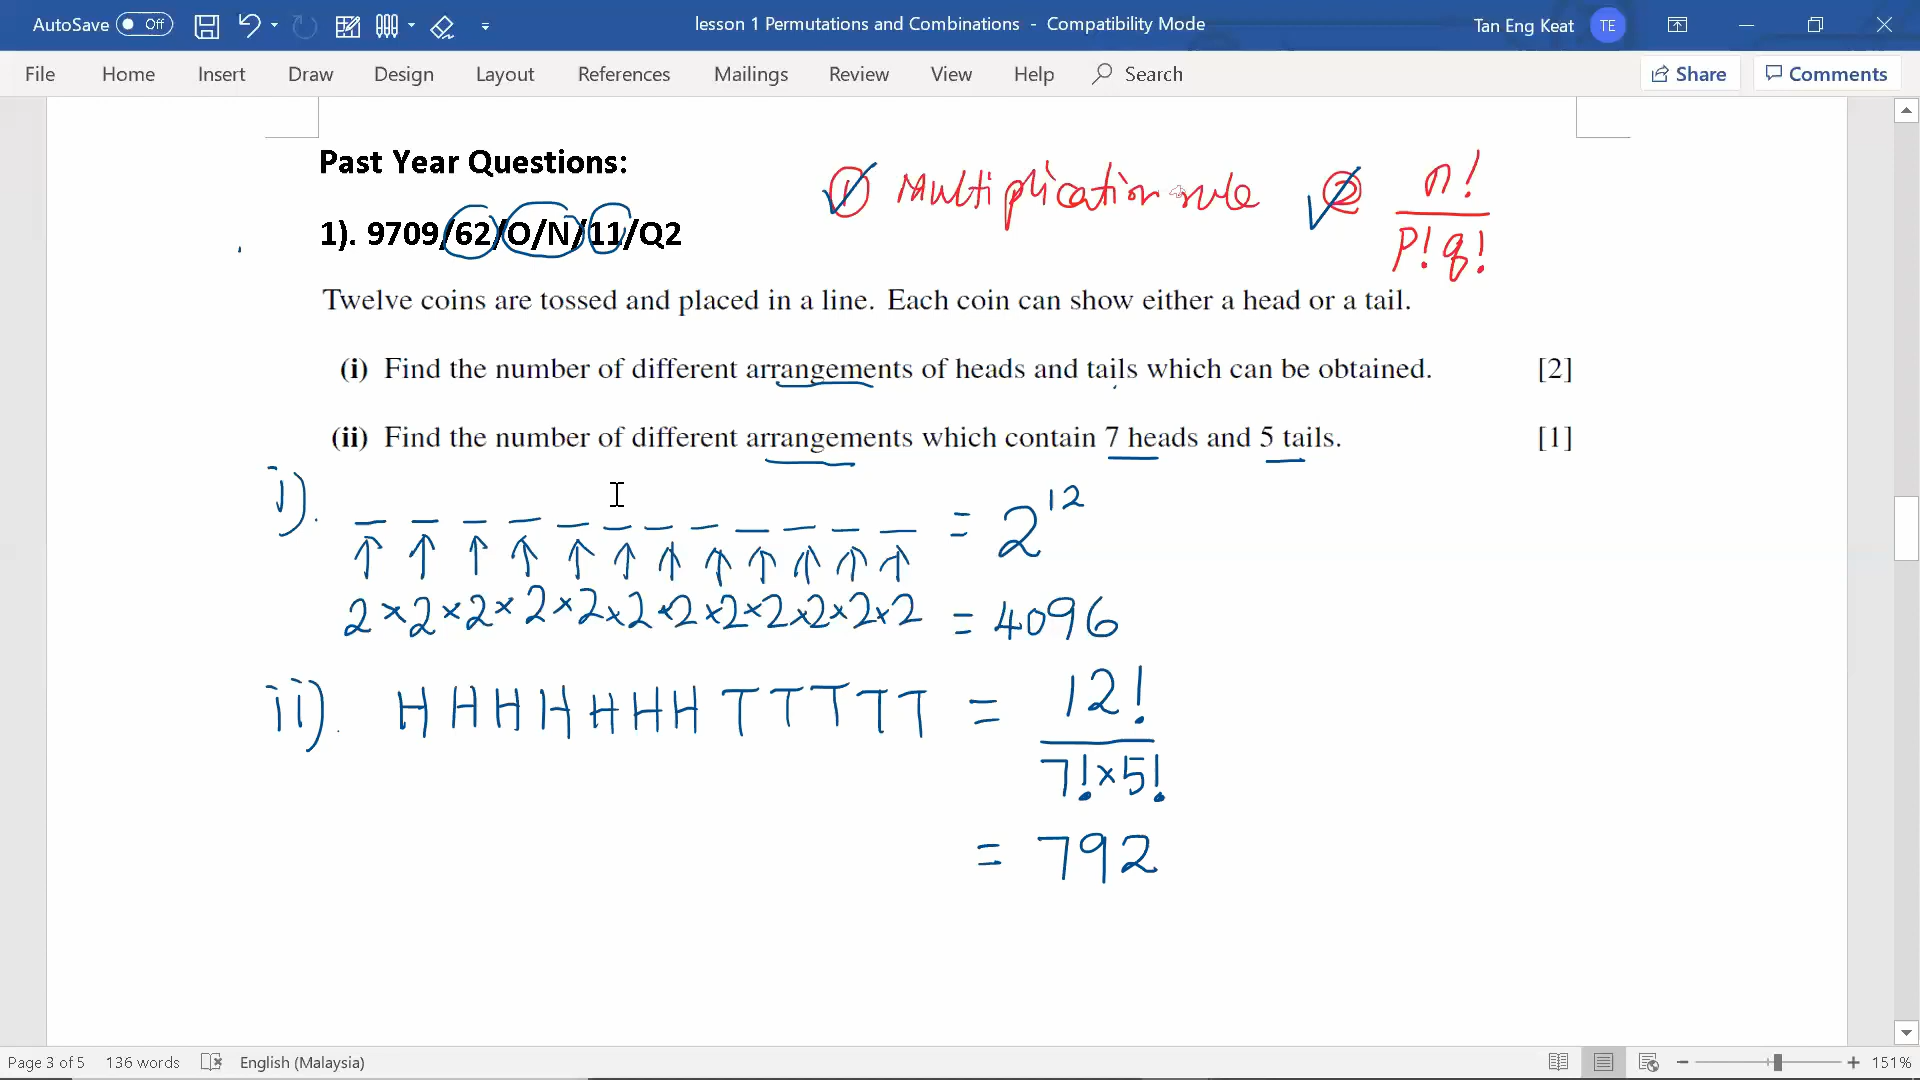 AutoSave Off lesson 1 Permutations and Combinations - Compatibility Mode Tan Eng Keat TE
File Home Insert Draw Design Layout References Mailings Review View Help Search Share Comments
Past Year Questions:
① Multiplication rule ② n!
p! q!
1). 9709/62/O/N/11/Q2
Twelve coins are tossed and placed in a line. Each coin can show either a head or a tail.
(i) Find the number of different arrangements of heads and tails which can be obtained. [2]
(ii) Find the number of different arrangements which contain 7 heads and 5 tails. [1]
i). _ _ _ _ _ _ _ _ _ _ _ _ = 2^12
↑ ↑ ↑ ↑ ↑ ↑ ↑ ↑ ↑ ↑ ↑ ↑
2 × 2 × 2 × 2 × 2 × 2 × 2 × 2 × 2 × 2 × 2 × 2 = 4096
ii). H H H H H H H T T T T T = 12!
7! × 5!
= 792
Page 3 of 5 136 words English (Malaysia) 151%